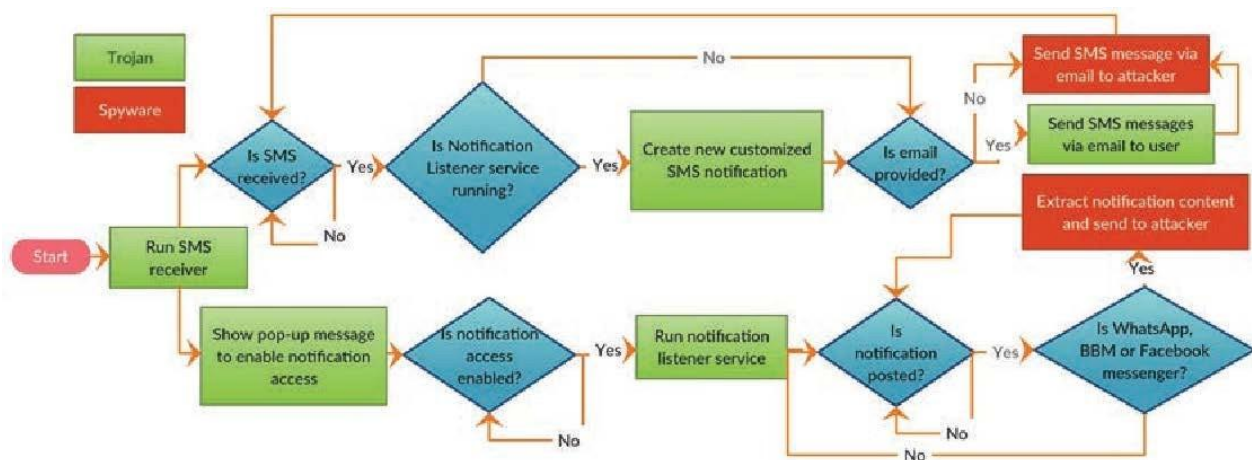 Trojan
Spyware
No
Is SMS
received?
Yes
Is Notification
Listener service
running?
Yes
Create new customized
SMS notification
Is email
provided?
No
Yes
Send SMS message via
email to attacker
Send SMS messages
via email to user
No
Start
Run SMS
receiver
Extract notification content
and send to attacker
Yes
Show pop-up message
to enable notification
access
Is notification
access
enabled?
Yes
No
Run notification
listener service
Is
notification
posted?
Yes
No
Is WhatsApp,
BBM or Facebook
messenger?
No